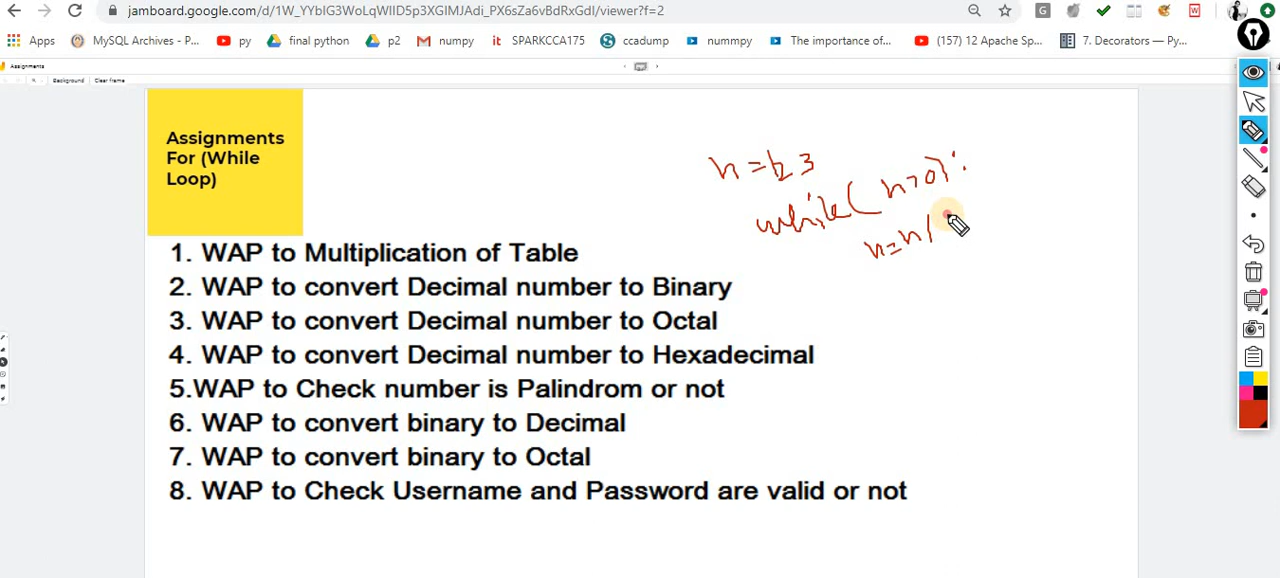 jamboard.google.com/d/1W_YYbIG3WoLqWIID5p3XGIMJAdi_PX6sZa6vBdRxGdI/viewer?f=2
Apps MySQL Archives - P... py final python p2 numpy it SPARKCCA175 ccadump nummpy The importance of... (157) 12 Apache Sp... 7. Decorators — Py...
Assignments
Background Clear frame
Assignments
For (While
Loop)
n = 123
while ( n>0) :
n=n/
1. WAP to Multiplication of Table
2. WAP to convert Decimal number to Binary
3. WAP to convert Decimal number to Octal
4. WAP to convert Decimal number to Hexadecimal
5.WAP to Check number is Palindrom or not
6. WAP to convert binary to Decimal
7. WAP to convert binary to Octal
8. WAP to Check Username and Password are valid or not